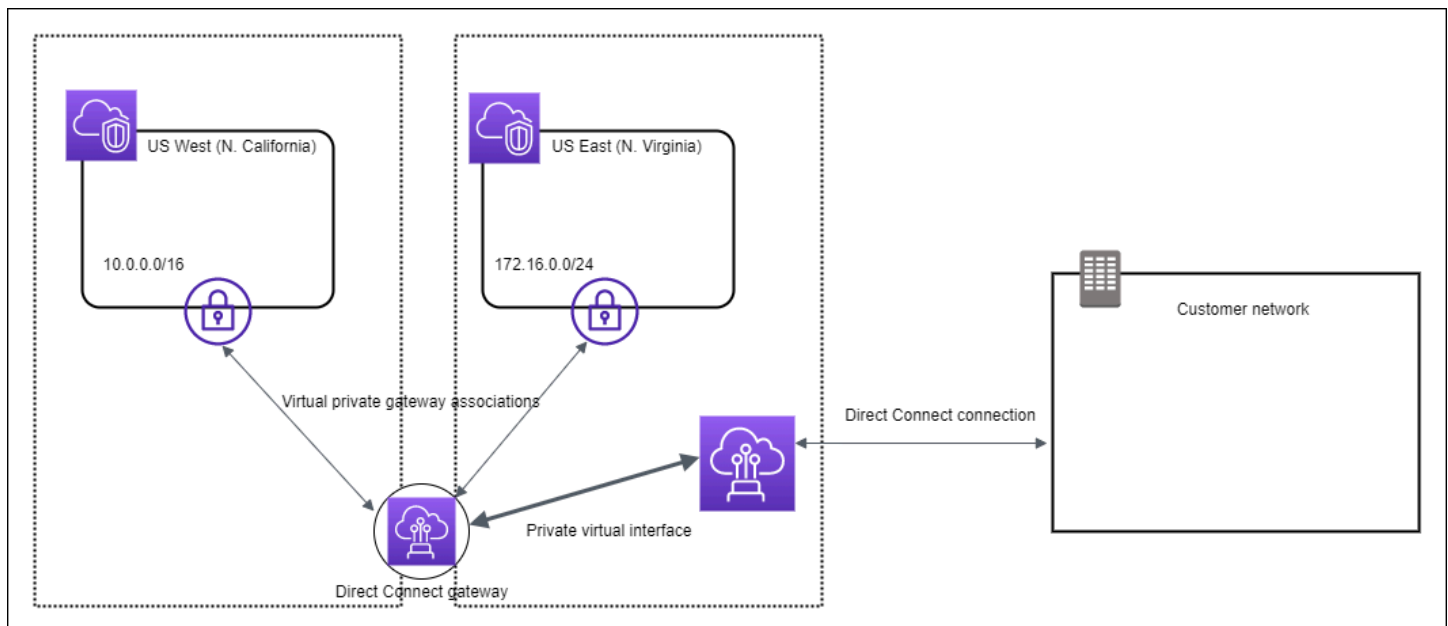 US West (N. California)
US East (N. Virginia)
10.0.0.0/16
172.16.0.0/24
Customer network
Virtual private gateway associations
Direct Connect connection
Private virtual interface
Direct Connect gateway